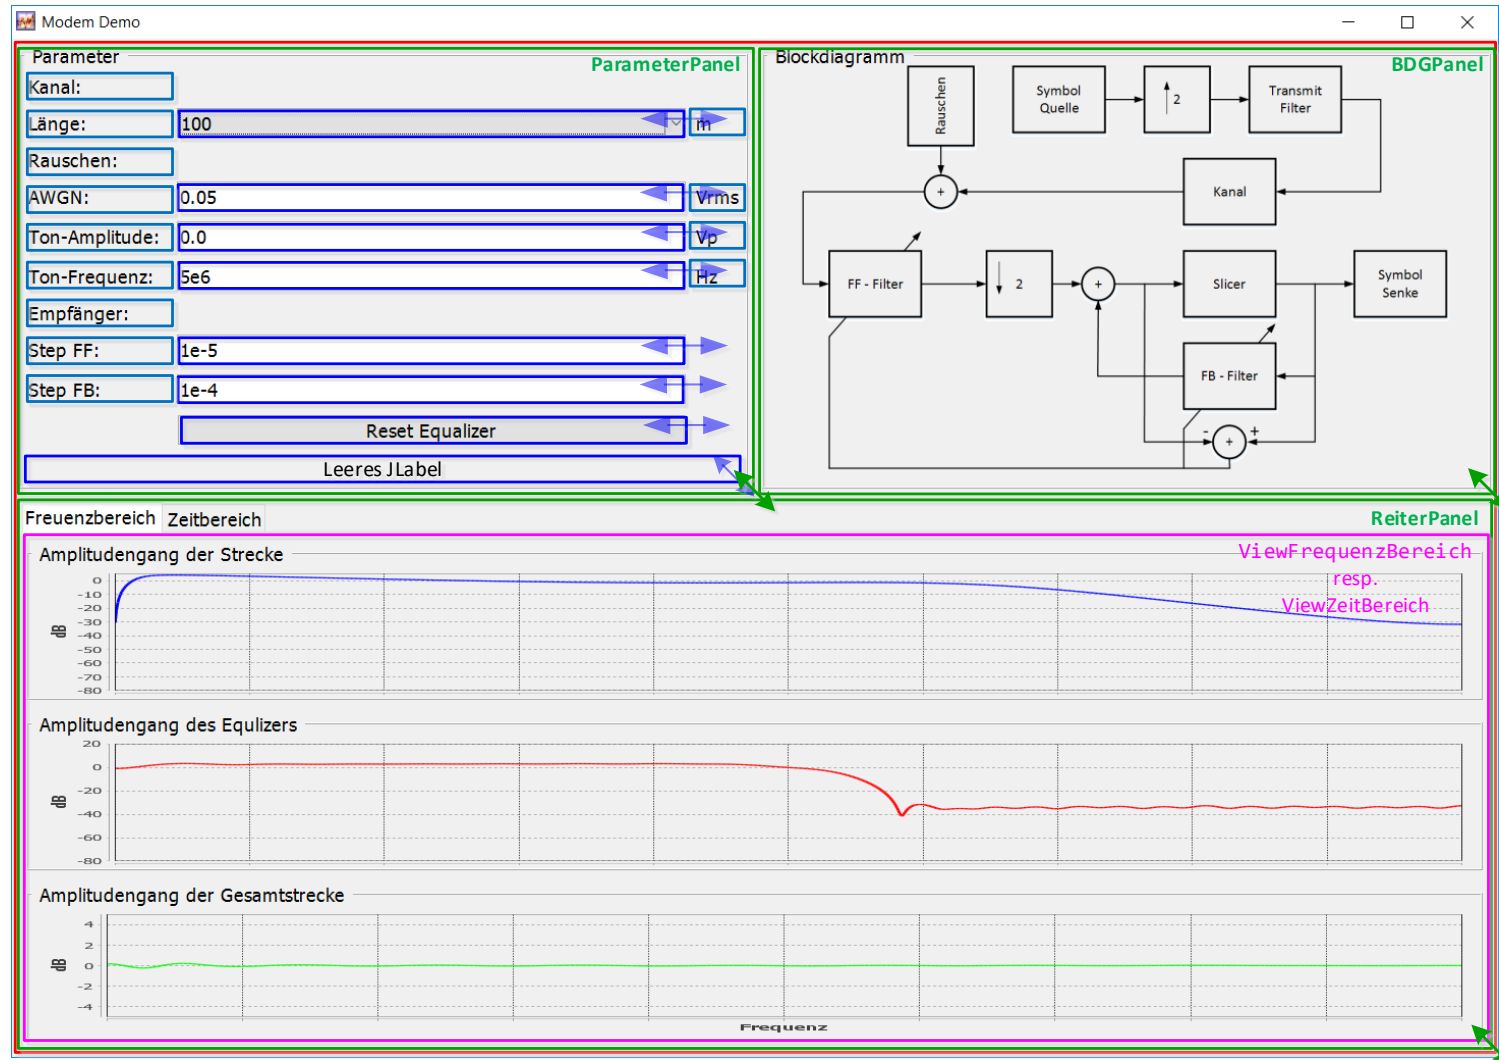 Modem Demo
Parameter
ParameterPanel
Kanal:
Länge:
100
m
Rauschen:
AWGN:
0.05
Vrms
Ton-Amplitude:
0.0
Vp
Ton-Frequenz:
5e6
Hz
Empfänger:
Step FF:
1e-5
Step FB:
1e-4
Reset Equalizer
Leeres JLabel
Blockdiagramm
BDGPanel
Rauschen
Symbol
Quelle
2
Transmit
Filter
+
Kanal
FF - Filter
2
+
Slicer
Symbol
Senke
FB - Filter
-
+
+
Freuenzbereich
Zeitbereich
ReiterPanel
Amplitudengang der Strecke
ViewFrequenzBereich
resp.
ViewZeitBereich
dB
0
-10
-20
-30
-40
-50
-60
-70
-80
Amplitudengang des Equlizers
dB
20
0
-20
-40
-60
-80
Amplitudengang der Gesamtstrecke
dB
4
2
0
-2
-4
Frequenz